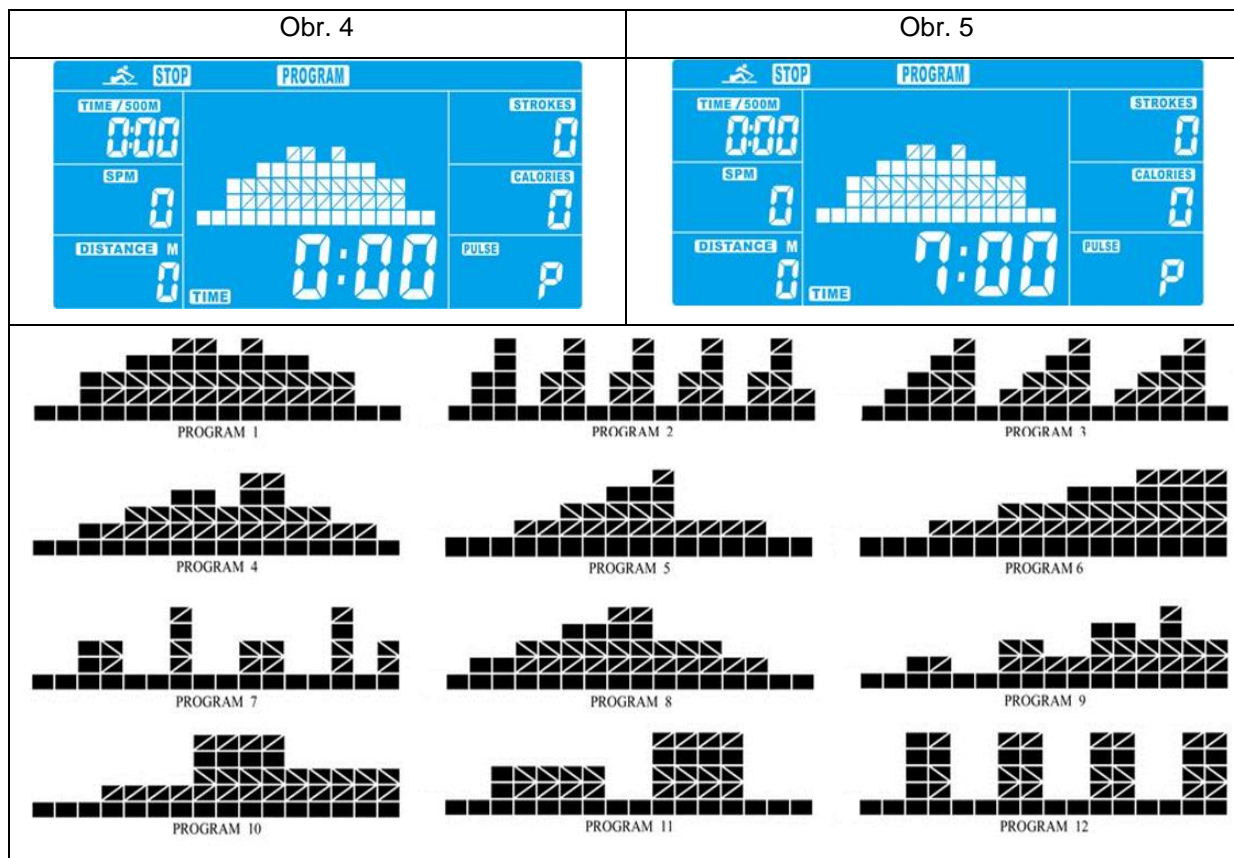 Obr. 4
Obr. 5
STOP PROGRAM
TIME/500M
0:00
STROKES
0
SPM
0
CALORIES
0
DISTANCE M
0
TIME
0:00
PULSE
P
STOP PROGRAM
TIME/500M
0:00
STROKES
0
SPM
0
CALORIES
0
DISTANCE M
0
TIME
7:00
PULSE
P
PROGRAM 1
PROGRAM 2
PROGRAM 3
PROGRAM 4
PROGRAM 5
PROGRAM 6
PROGRAM 7
PROGRAM 8
PROGRAM 9
PROGRAM 10
PROGRAM 11
PROGRAM 12